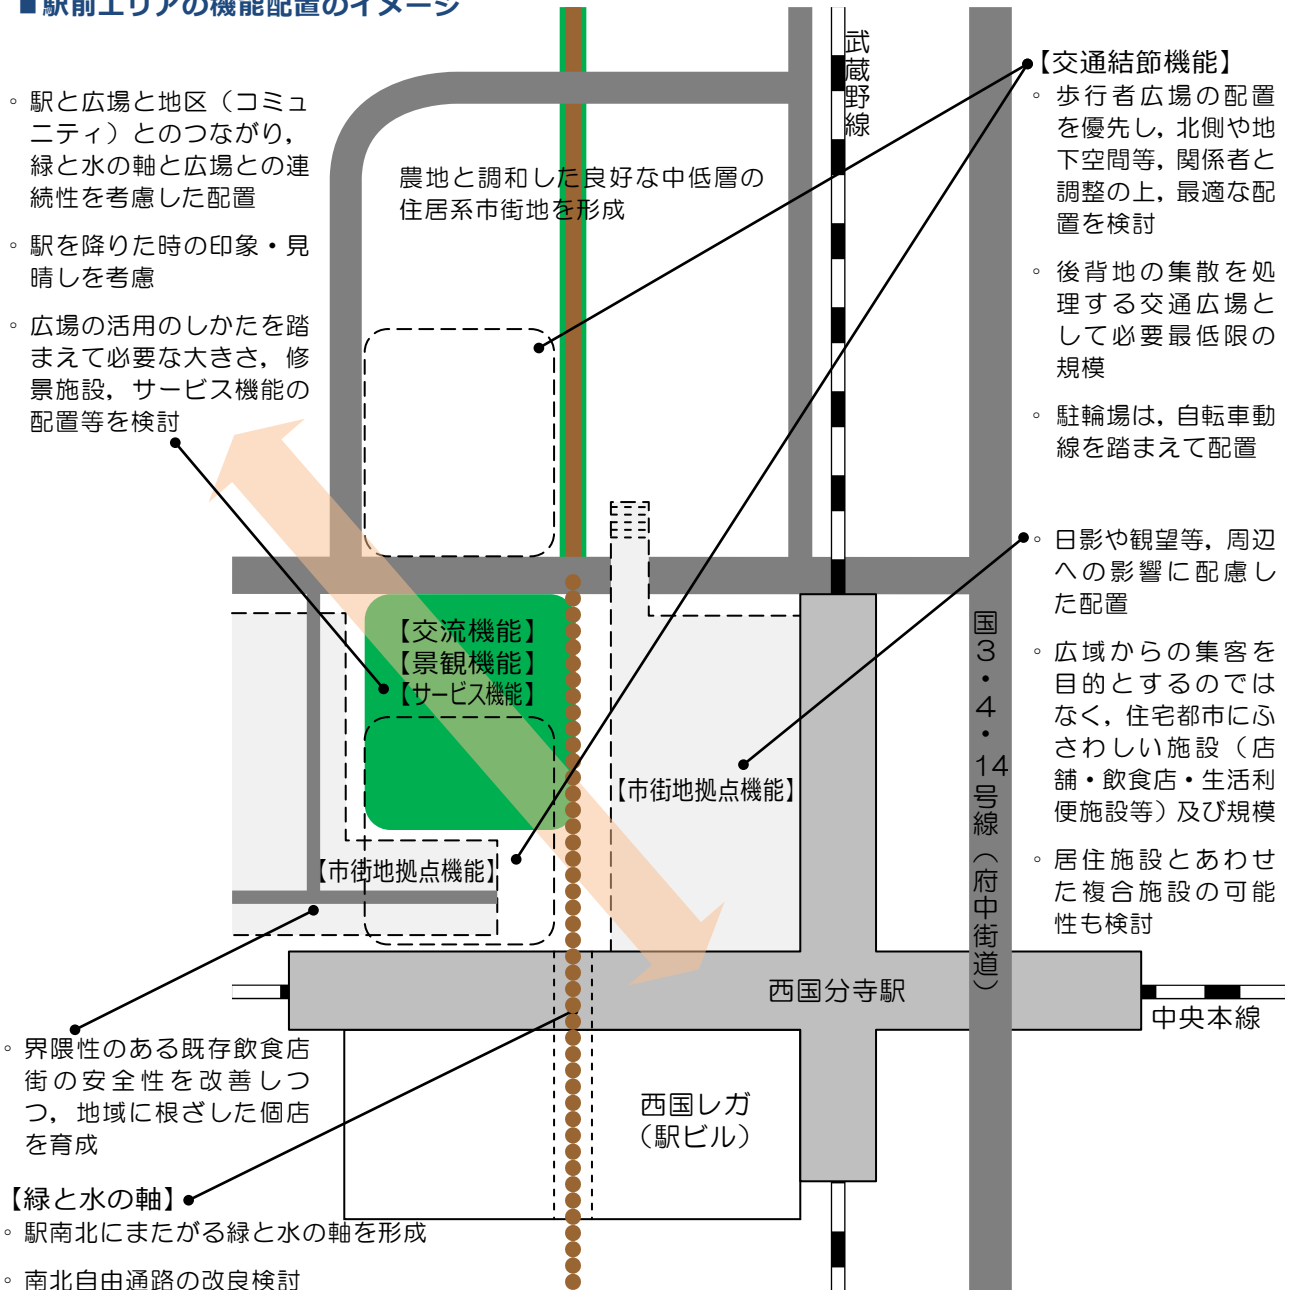 ■駅前エリアの機能配置のイメージ
◦ 駅と広場と地区（コミュ
ニティ）とのつながり，
緑と水の軸と広場との連
続性を考慮した配置
◦ 駅を降りた時の印象・見
晴しを考慮
◦ 広場の活用のしかたを踏
まえて必要な大きさ，修
景施設，サービス機能の
配置等を検討
農地と調和した良好な中低層の
住居系市街地を形成
武蔵野線
【交通結節機能】
◦ 歩行者広場の配置
を優先し，北側や地
下空間等，関係者と
調整の上，最適な配
置を検討
◦ 後背地の集散を処
理する交通広場と
して必要最低限の
規模
◦ 駐輪場は，自転車動
線を踏まえて配置
◦ 日影や観望等，周辺
への影響に配慮し
た配置
◦ 広域からの集客を
目的とするのでは
なく，住宅都市にふ
さわしい施設（店
舗・飲食店・生活利
便施設等）及び規模
◦ 居住施設とあわせ
た複合施設の可能
性も検討
【交流機能】
【景観機能】
【サービス機能】
【市街地拠点機能】
【市街地拠点機能】
国３・４・14号線（府中街道）
西国分寺駅
中央本線
西国レガ
（駅ビル）
◦ 界隈性のある既存飲食店
街の安全性を改善しつ
つ，地域に根ざした個店
を育成
【緑と水の軸】
◦ 駅南北にまたがる緑と水の軸を形成
◦ 南北自由通路の改良検討